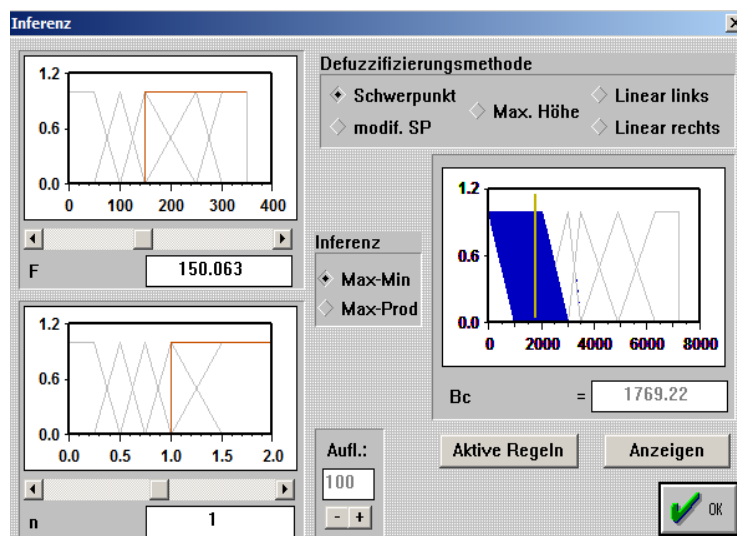 Inferenz
1.2
0.6
0.0
0 100 200 300 400
F 150.063
1.2
0.6
0.0
0.0 0.5 1.0 1.5 2.0
n 1
Defuzzifizierungsmethode
Schwerpunkt Max. Höhe Linear links
modif. SP Linear rechts
Inferenz
Max-Min
Max-Prod
1.2
0.6
0.0
0 2000 4000 6000 8000
Bc = 1769.22
Aufl.:
100
- +
Aktive Regeln Anzeigen
OK